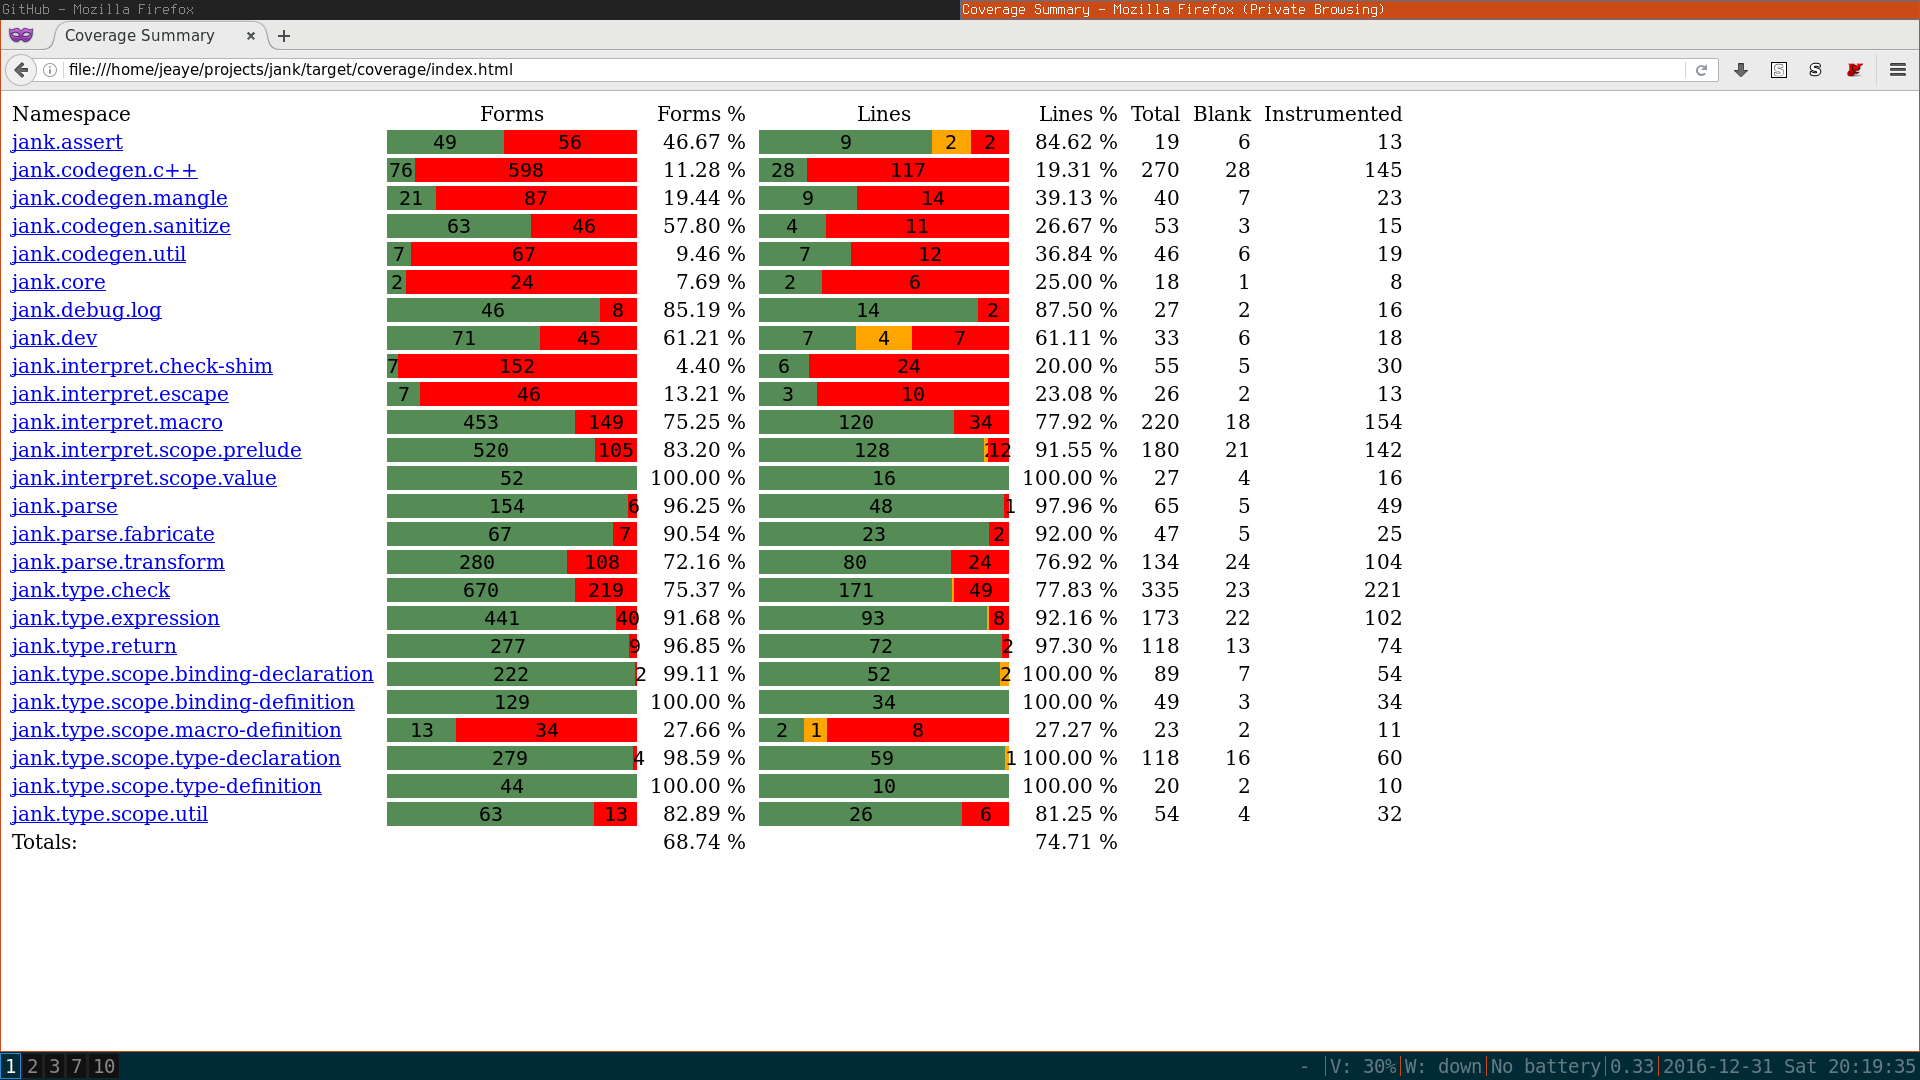 GitHub - Mozilla Firefox Coverage Summary - Mozilla Firefox (Private Browsing)
Coverage Summary × +
file:///home/jeaye/projects/jank/target/coverage/index.html S S
Namespace Forms Forms % Lines Lines % Total Blank Instrumented
jank.assert 49 56 46.67 % 9 2 2 84.62 % 19 6 13
jank.codegen.c++ 76 598 11.28 % 28 117 19.31 % 270 28 145
jank.codegen.mangle 21 87 19.44 % 9 14 39.13 % 40 7 23
jank.codegen.sanitize 63 46 57.80 % 4 11 26.67 % 53 3 15
jank.codegen.util 7 67 9.46 % 7 12 36.84 % 46 6 19
jank.core 2 24 7.69 % 2 6 25.00 % 18 1 8
jank.debug.log 46 8 85.19 % 14 2 87.50 % 27 2 16
jank.dev 71 45 61.21 % 7 4 7 61.11 % 33 6 18
jank.interpret.check-shim 7 152 4.40 % 6 24 20.00 % 55 5 30
jank.interpret.escape 7 46 13.21 % 3 10 23.08 % 26 2 13
jank.interpret.macro 453 149 75.25 % 120 34 77.92 % 220 18 154
jank.interpret.scope.prelude 520 105 83.20 % 128 2 12 91.55 % 180 21 142
jank.interpret.scope.value 52 100.00 % 16 100.00 % 27 4 16
jank.parse 154 6 96.25 % 48 1 97.96 % 65 5 49
jank.parse.fabricate 67 7 90.54 % 23 2 92.00 % 47 5 25
jank.parse.transform 280 108 72.16 % 80 24 76.92 % 134 24 104
jank.type.check 670 219 75.37 % 171 49 77.83 % 335 23 221
jank.type.expression 441 40 91.68 % 93 8 92.16 % 173 22 102
jank.type.return 277 9 96.85 % 72 2 97.30 % 118 13 74
jank.type.scope.binding-declaration 222 2 99.11 % 52 2 100.00 % 89 7 54
jank.type.scope.binding-definition 129 100.00 % 34 100.00 % 49 3 34
jank.type.scope.macro-definition 13 34 27.66 % 2 1 8 27.27 % 23 2 11
jank.type.scope.type-declaration 279 4 98.59 % 59 1 100.00 % 118 16 60
jank.type.scope.type-definition 44 100.00 % 10 100.00 % 20 2 10
jank.type.scope.util 63 13 82.89 % 26 6 81.25 % 54 4 32
Totals: 68.74 % 74.71 %
1 2 3 7 10 - |V: 30%|W: down|No battery|0.33|2016-12-31 Sat 20:19:35